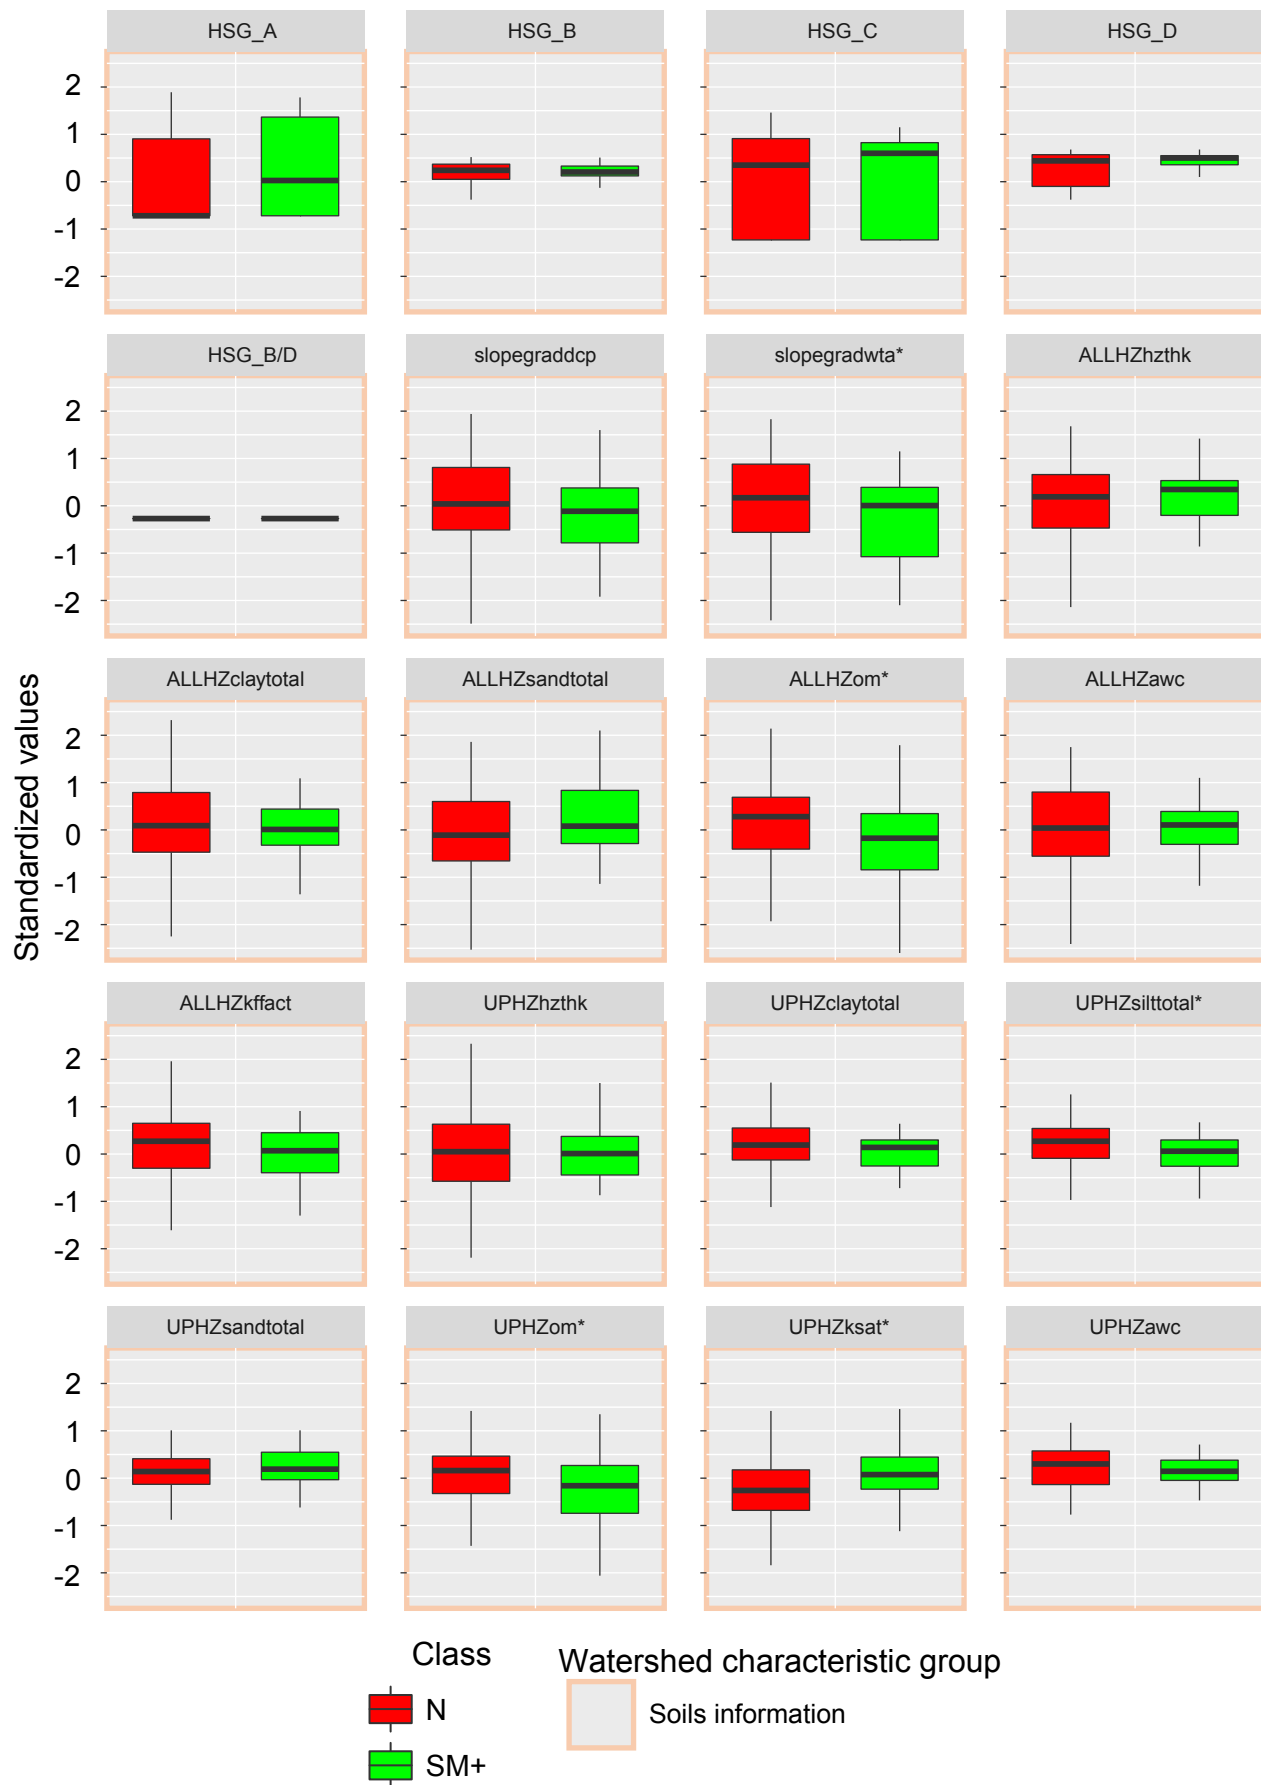 HSG_A HSG_B HSG_C HSG_D
2
1
0
-1
-2
HSG_B/D slopegraddcp slopegradwta* ALLHZhzthk
2
1
0
-1
-2
ALLHZclaytotal ALLHZsandtotal ALLHZom* ALLHZawc
2
1
0
-1
-2
Standardized values
ALLHZkffact UPHZhzthk UPHZclaytotal UPHZsilttotal*
2
1
0
-1
-2
UPHZsandtotal UPHZom* UPHZksat* UPHZawc
2
1
0
-1
-2
Class
N
SM+
Watershed characteristic group
Soils information